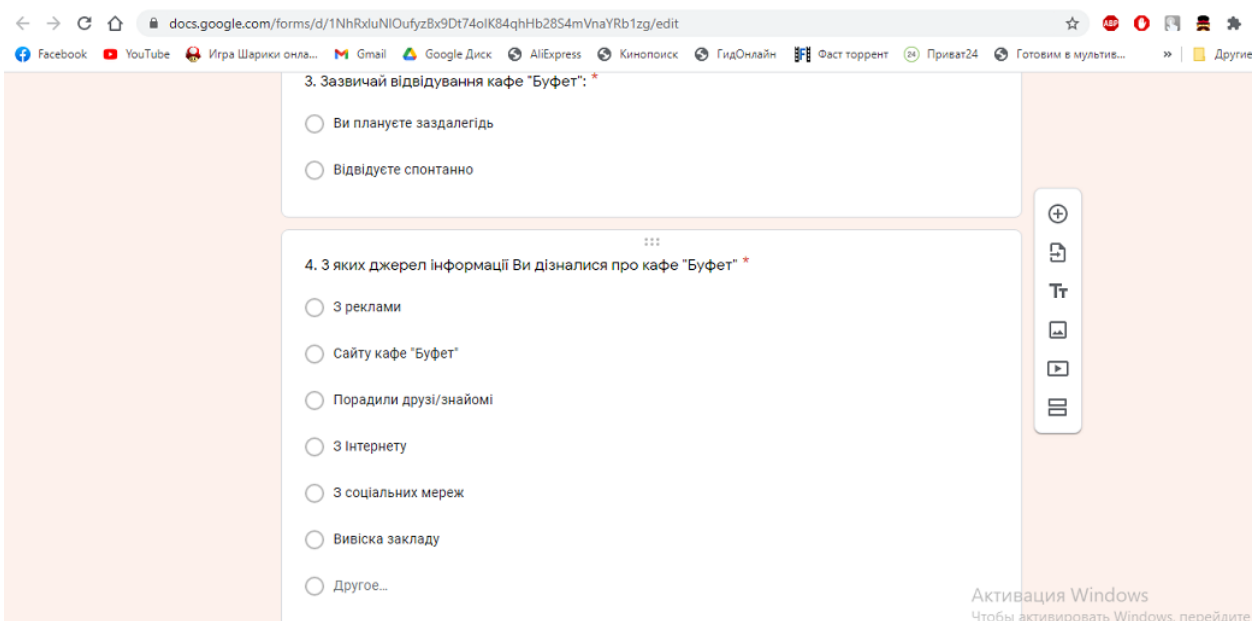 docs.google.com/forms/d/1NhRxluNlOufyzBx9Dt74olK84qhHb28S4mVnaYRb1zg/edit
ABP
Facebook YouTube Игра Шарики онла... Gmail Google Диск AliExpress Кинопоиск ГидОнлайн Фаст торрент 24 Приват24 Готовим в мультив... » Другие
3. Зазвичай відвідування кафе "Буфет": *
Ви плануєте заздалегідь
Відвідуєте спонтанно
4. З яких джерел інформації Ви дізналися про кафе "Буфет" *
З реклами
Сайту кафе "Буфет"
Порадили друзі/знайомі
З Інтернету
З соціальних мереж
Вивіска закладу
Другое...
Активация Windows
Чтобы активировать Windows, перейдите